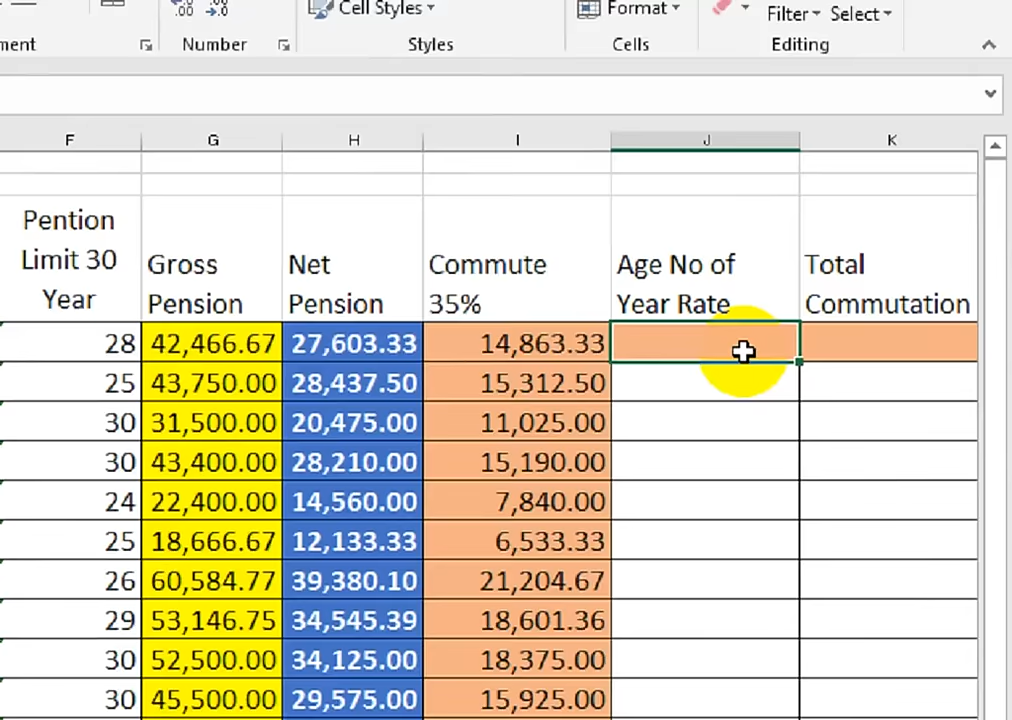 Cell Styles
Format
Filter
Select
ment
Number
Styles
Cells
Editing
F G H I J K
Pention
Limit 30
Year
Gross
Pension
Net
Pension
Commute
35%
Age No of
Year Rate
Total
Commutation
28 42,466.67 27,603.33 14,863.33
25 43,750.00 28,437.50 15,312.50
30 31,500.00 20,475.00 11,025.00
30 43,400.00 28,210.00 15,190.00
24 22,400.00 14,560.00 7,840.00
25 18,666.67 12,133.33 6,533.33
26 60,584.77 39,380.10 21,204.67
29 53,146.75 34,545.39 18,601.36
30 52,500.00 34,125.00 18,375.00
30 45,500.00 29,575.00 15,925.00